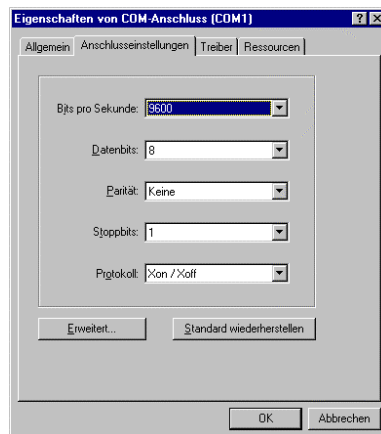 Eigenschaften von COM-Anschluss (COM1)
Allgemein Anschlusseinstellungen Treiber Ressourcen
Bits pro Sekunde: 9600
Datenbits: 8
Parität: Keine
Stoppbits: 1
Protokoll: Xon / Xoff
Erweitert... Standard wiederherstellen
OK Abbrechen